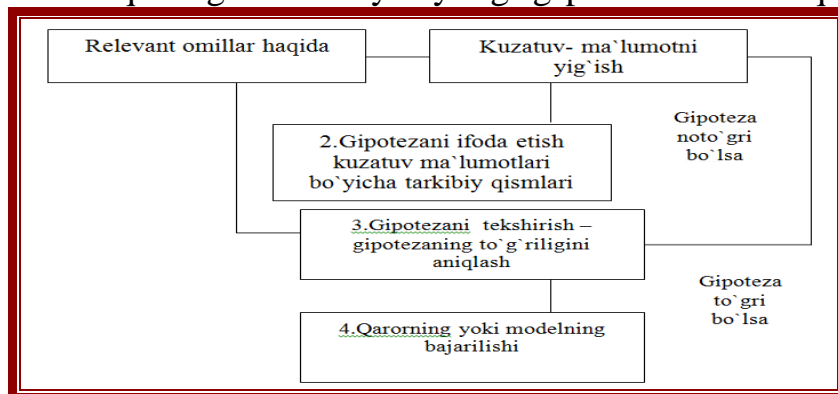 Relevant omillar haqida
Kuzatuv- ma`lumotni
yig`ish
Gipoteza
noto`gri
bo`lsa
2.Gipotezani ifoda etish
kuzatuv ma`lumotlari
bo`yicha tarkibiy qismlari
3.Gipotezani tekshirish –
gipotezaning to`g`riligini
aniqlash
Gipoteza
to`gri
bo`lsa
4.Qarorning yoki modelning
bajarilishi